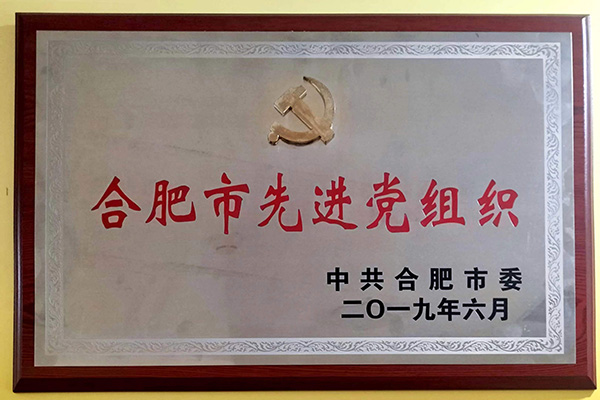 合肥市先进党组织
中共合肥市委
二〇一九年六月